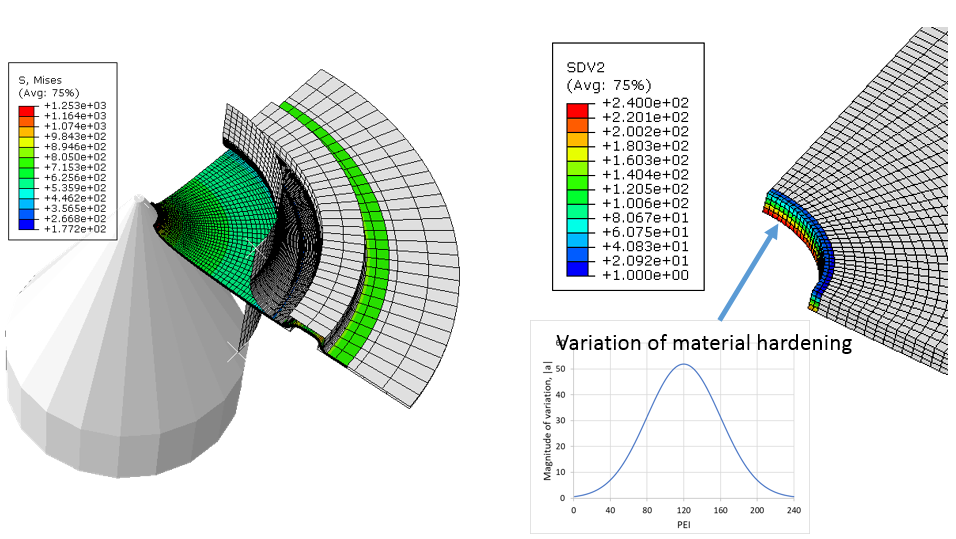 S, Mises
(Avg: 75%)
+1.253e+03
+1.164e+03
+1.074e+03
+9.843e+02
+8.946e+02
+8.050e+02
+7.153e+02
+6.256e+02
+5.359e+02
+4.462e+02
+3.565e+02
+2.668e+02
+1.772e+02
SDV2
(Avg: 75%)
+2.400e+02
+2.201e+02
+2.002e+02
+1.803e+02
+1.603e+02
+1.404e+02
+1.205e+02
+1.006e+02
+8.067e+01
+6.075e+01
+4.083e+01
+2.092e+01
+1.000e+00
Variation of material hardening
Magnitude of variation, |a|
50
40
30
20
10
0
0 40 80 120 160 200 240
PEI